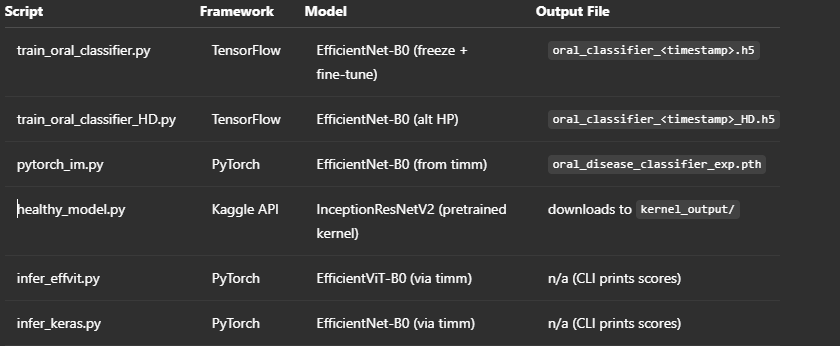 Script Framework Model Output File
train_oral_classifier.py TensorFlow EfficientNet-B0 (freeze + fine-tune) oral_classifier_<timestamp>.h5
train_oral_classifier_HD.py TensorFlow EfficientNet-B0 (alt HP) oral_classifier_<timestamp>_HD.h5
pytorch_im.py PyTorch EfficientNet-B0 (from timm) oral_disease_classifier_exp.pth
healthy_model.py Kaggle API InceptionResNetV2 (pretrained kernel) downloads to kernel_output/
infer_effvit.py PyTorch EfficientViT-B0 (via timm) n/a (CLI prints scores)
infer_keras.py PyTorch EfficientNet-B0 (via timm) n/a (CLI prints scores)